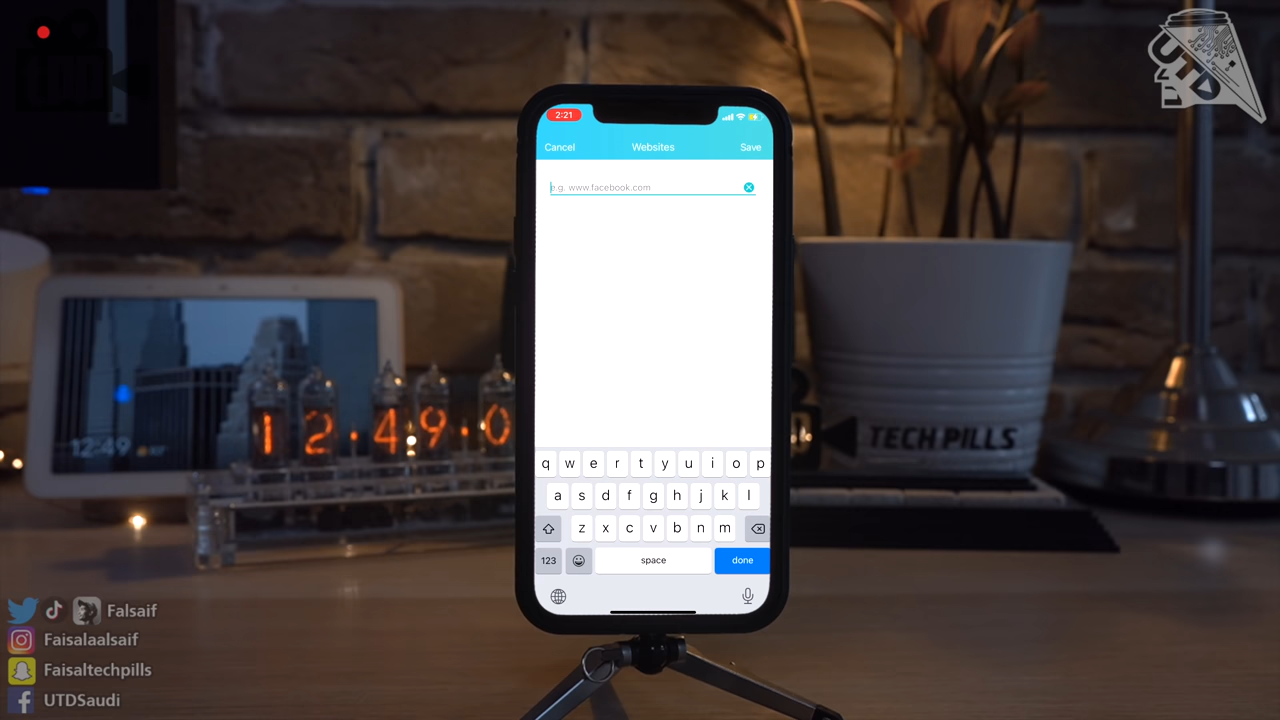 2:21
Cancel Websites Save
e.g. www.facebook.com
q w e r t y u i o p
a s d f g h j k l
z x c v b n m
123 space done
12:49
12.49.0
TECH PILLS
Falsaif
Faisalaalsaif
Faisaltechpills
UTDSaudi